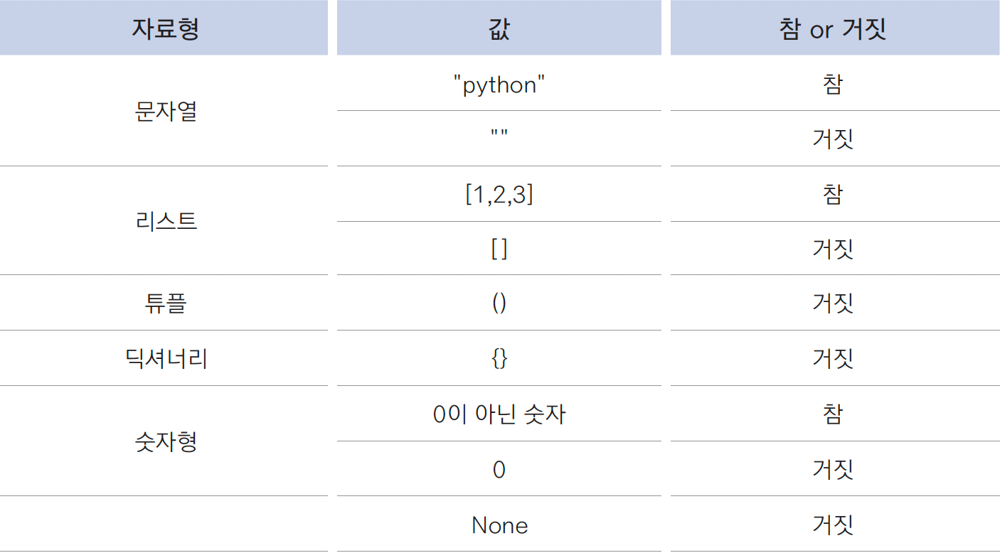 자료형 값 참 or 거짓
문자열 "python" 참
"" 거짓
리스트 [1,2,3] 참
[ ] 거짓
튜플 () 거짓
딕셔너리 {} 거짓
숫자형 0이 아닌 숫자 참
0 거짓
None 거짓